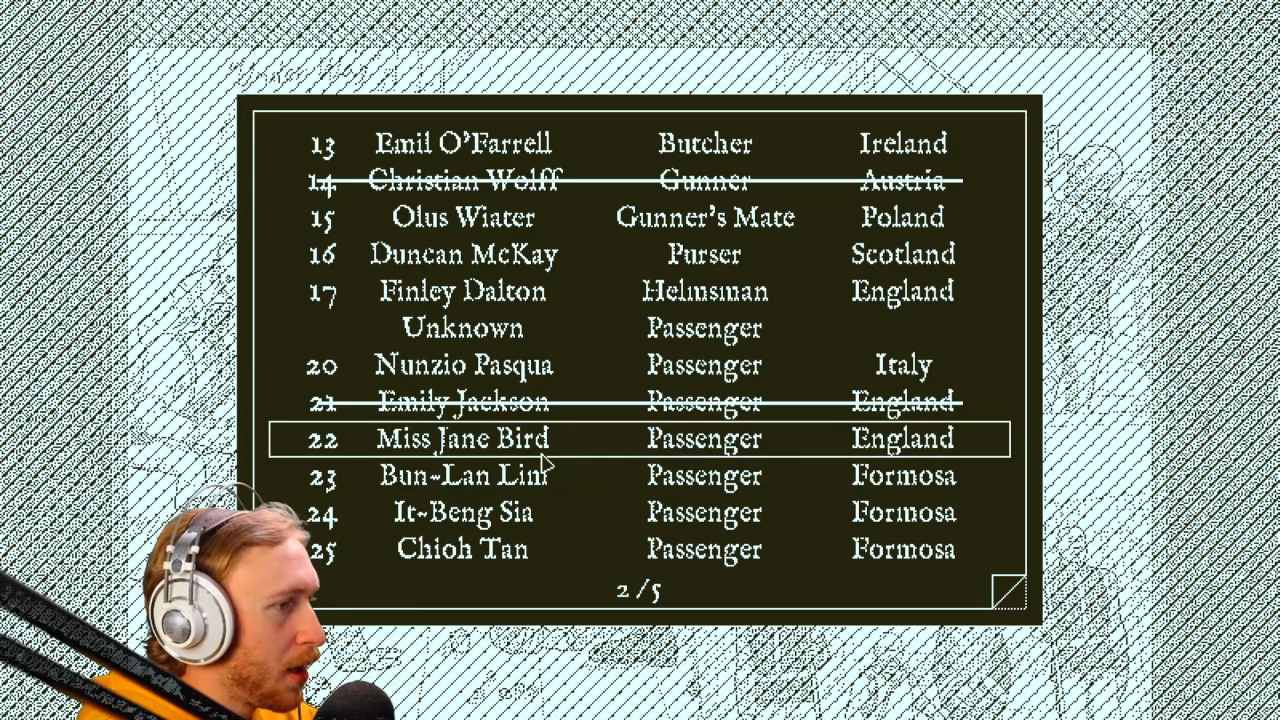 13 Emil O'Farrell Butcher Ireland
14 Christian Wolff Gunner Austria
15 Olus Wiater Gunner's Mate Poland
16 Duncan McKay Purser Scotland
17 Finley Dalton Helmsman England
Unknown Passenger
20 Nunzio Pasqua Passenger Italy
21 Emily Jackson Passenger England
22 Miss Jane Bird Passenger England
23 Bun-Lan Lim Passenger Formosa
24 It-Beng Sia Passenger Formosa
25 Chioh Tan Passenger Formosa
2/5